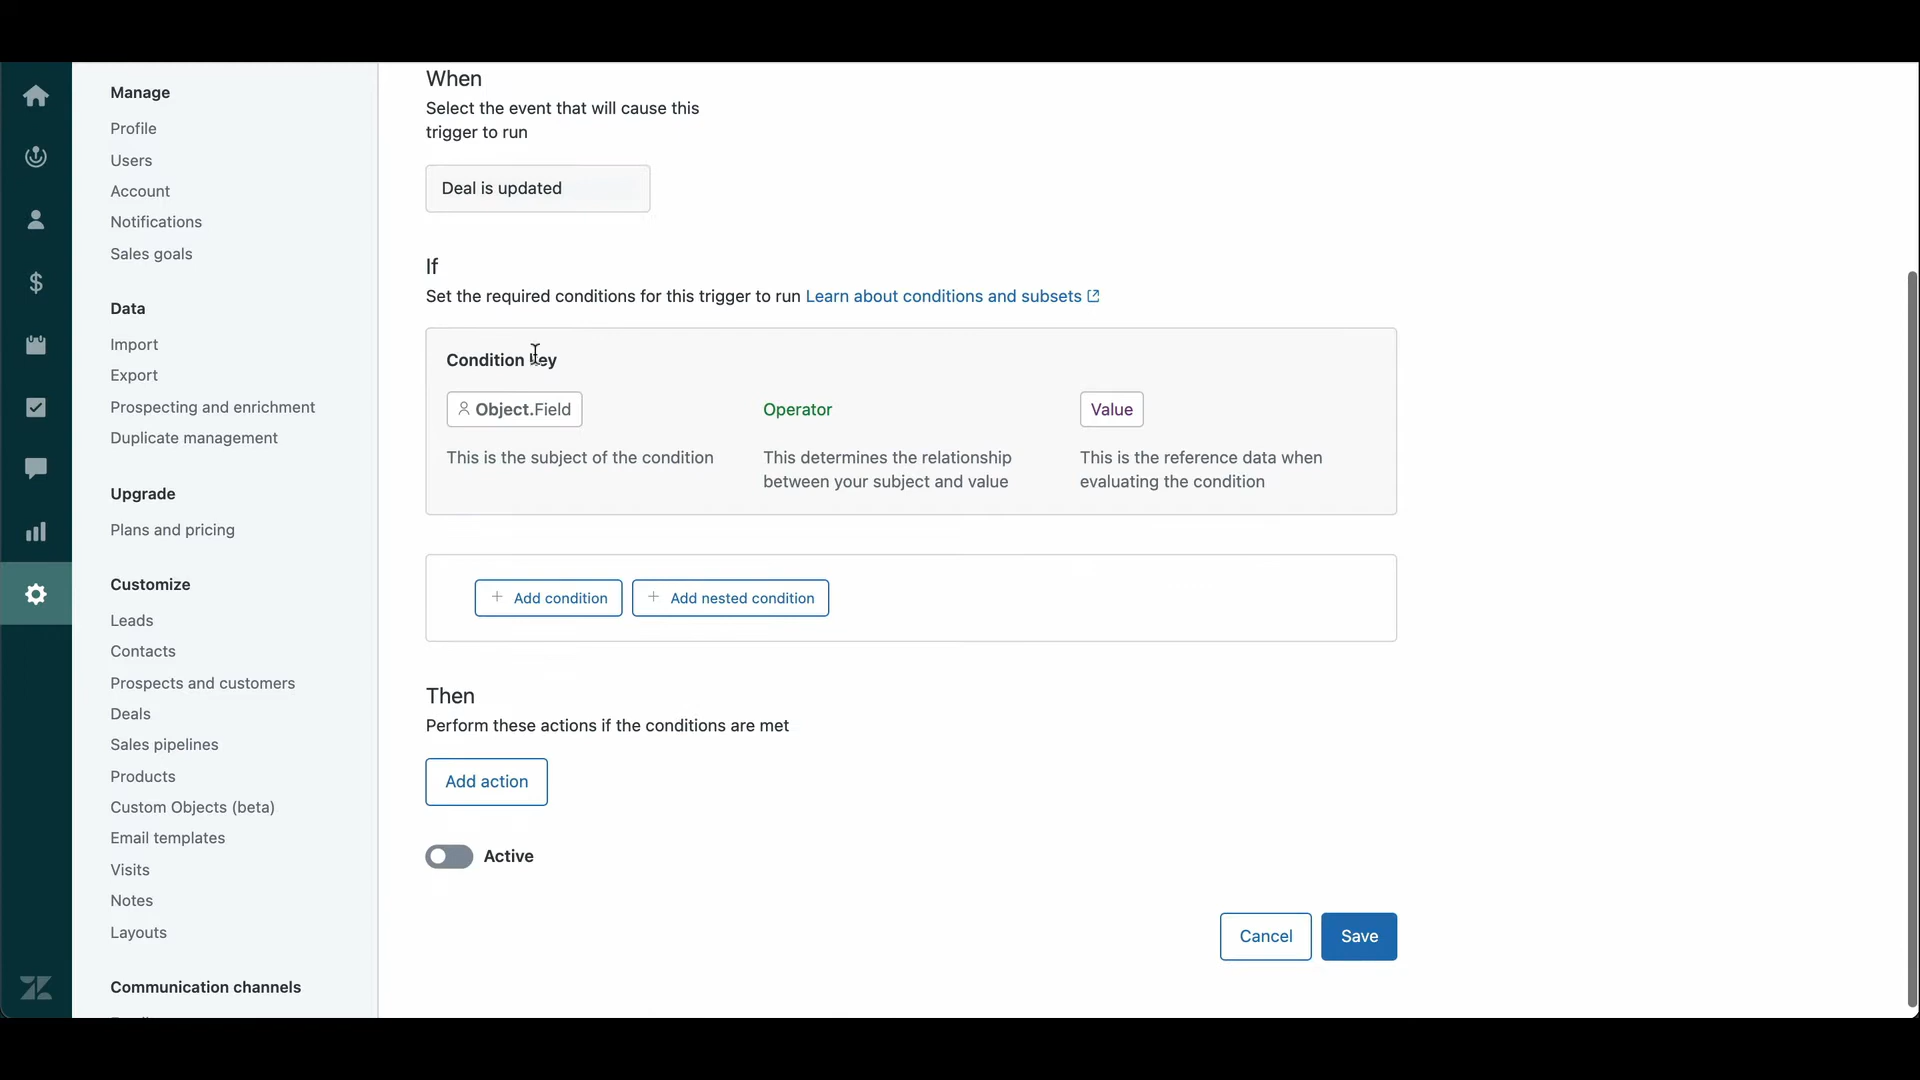 Manage
Profile
Users
Account
Notifications
Sales goals
Data
Import
Export
Prospecting and enrichment
Duplicate management
Upgrade
Plans and pricing
Customize
Leads
Contacts
Prospects and customers
Deals
Sales pipelines
Products
Custom Objects (beta)
Email templates
Visits
Notes
Layouts
Communication channels
When
Select the event that will cause this
trigger to run
Deal is updated
If
Set the required conditions for this trigger to run Learn about conditions and subsets
Condition key
Object.Field
Operator
Value
This is the subject of the condition
This determines the relationship
between your subject and value
This is the reference data when
evaluating the condition
+ Add condition
+ Add nested condition
Then
Perform these actions if the conditions are met
Add action
Active
Cancel
Save